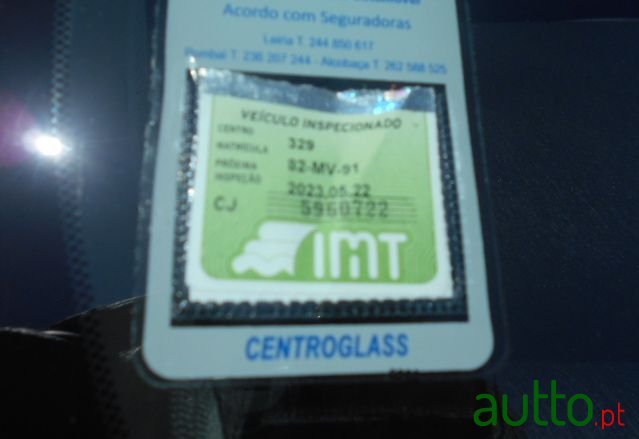 Acordo com Seguradoras
Leiria T. 244 850 617
Pombal T. 236 207 244 - Alcobaça T. 262 588 525
VEÍCULO INSPECIONADO
CENTRO 329
MATRÍCULA 82-MV-91
PRÓXIMA
INSPEÇÃO 2023.05.22
CJ 5960722
IMT
CENTROGLASS
autto.pt